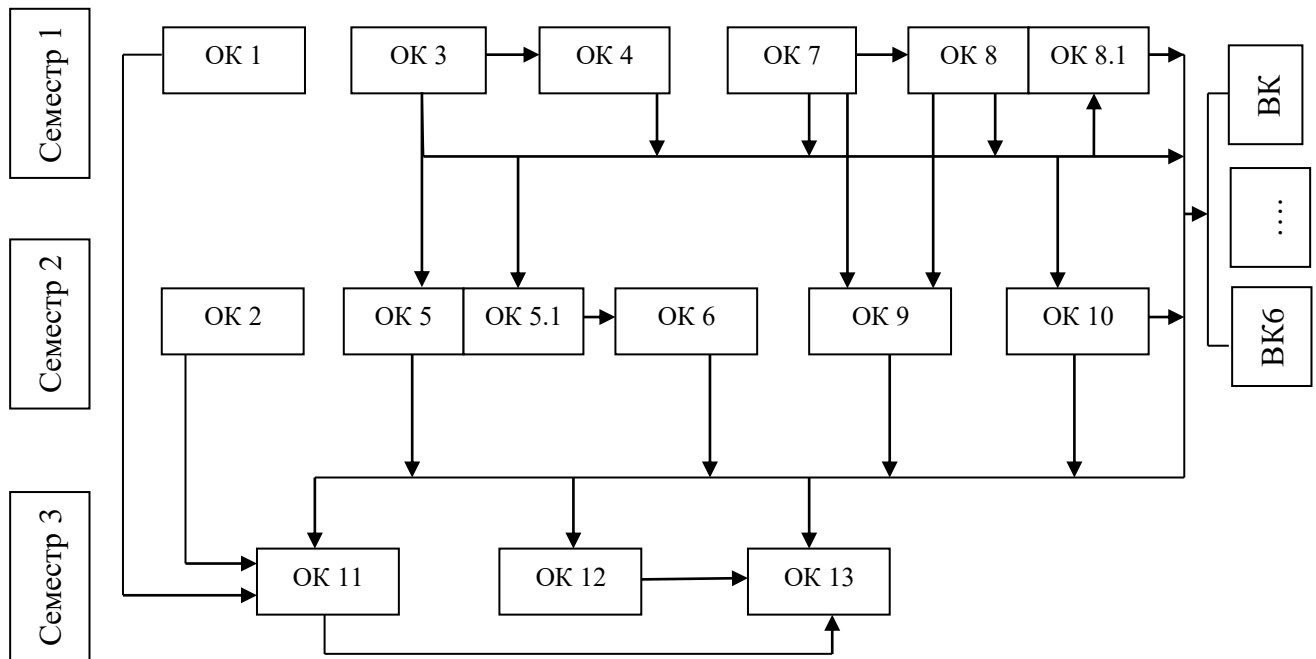 Семестр 1
ОК 1
ОК 3
ОК 4
ОК 7
ОК 8
ОК 8.1
ВК
....
Семестр 2
ОК 2
ОК 5
ОК 5.1
ОК 6
ОК 9
ОК 10
ВК6
Семестр 3
ОК 11
ОК 12
ОК 13